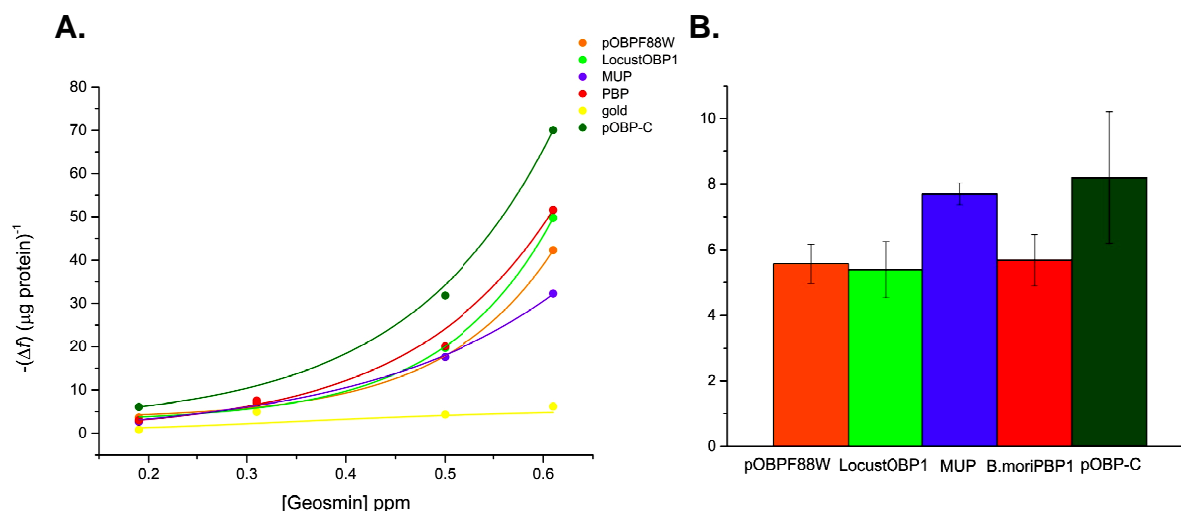 A.
B.
pOBPF88W
LocustOBP1
MUP
PBP
gold
pOBP-C
80
70
60
50
40
30
20
10
0
-(Δf) (µg protein)⁻¹
0.2 0.3 0.4 0.5 0.6
[Geosmin] ppm
10
8
6
4
2
0
pOBPF88W LocustOBP1 MUP B.moriPBP1 pOBP-C